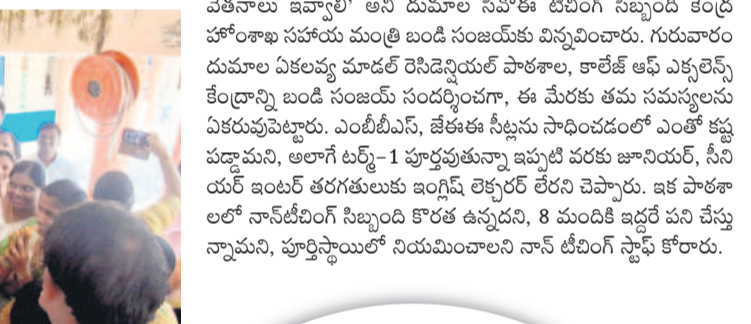 వేతనాలు ఇవ్వాలి' అని దుమాల సీవోఈ టీచింగ్ సిబ్బంది కేంద్ర
హోంశాఖ సహాయ మంత్రి బండి సంజయ్‌కు విన్నవించారు. గురువారం
దుమాల ఏకలవ్య మాడల్ రెసిడెన్షియల్ పాఠశాల, కాలేజ్ ఆఫ్ ఎక్సలెన్స్
కేంద్రాన్ని బండి సంజయ్ సందర్శించగా, ఈ మేరకు తమ సమస్యలను
ఏకరువుపెట్టారు. ఎంబీబీఎస్, జేఈఈ సీట్లను సాధించడంలో ఎంతో కష్ట
పడ్డామని, అలాగే టర్మ్-1 పూర్తవుతున్నా ఇప్పటి వరకు జూనియర్, సీని
యర్ ఇంటర్ తరగతులుకు ఇంగ్లిష్ లెక్చరర్ లేరని చెప్పారు. ఇక పాఠశా
లలో నాన్‌టీచింగ్ సిబ్బంది కొరత ఉన్నదని, 8 మందికి ఇద్దరే పని చేస్తు
న్నామని, పూర్తిస్థాయిలో నియమించాలని నాన్ టీచింగ్ స్టాఫ్ కోరారు.